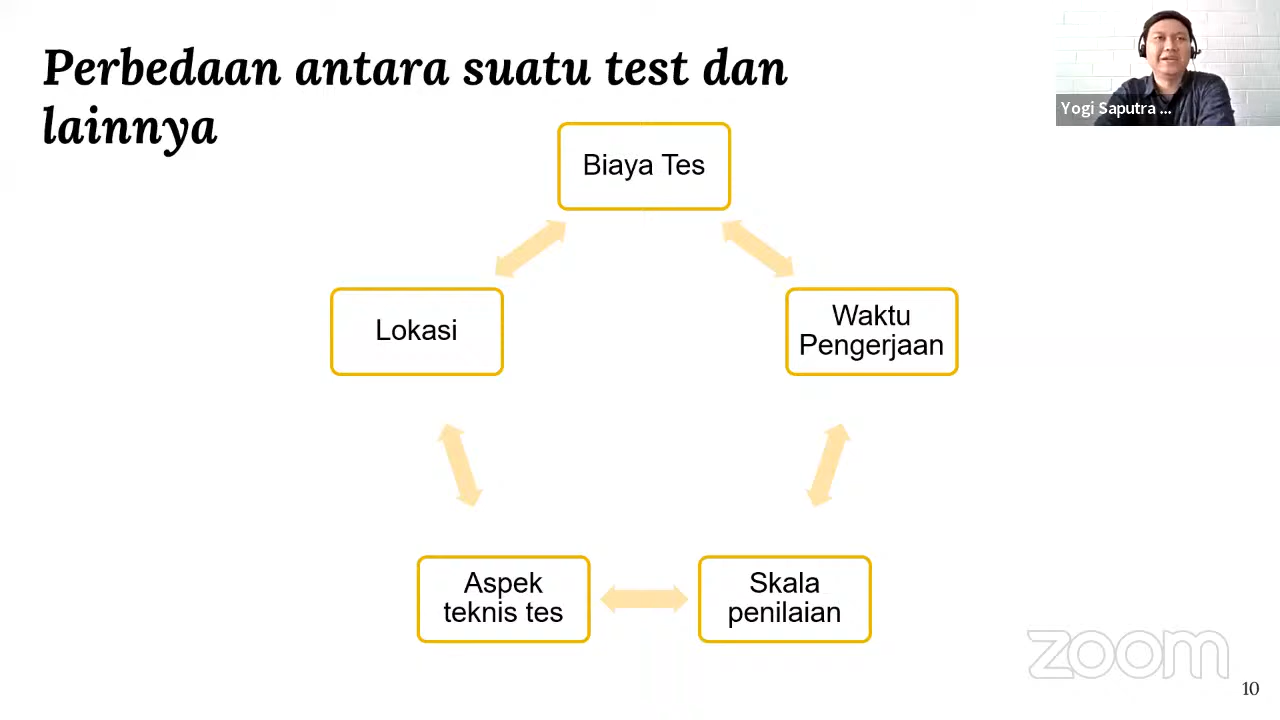 Perbedaan antara suatu test dan
lainnya
Yogi Saputra ...
Biaya Tes
Lokasi
Waktu
Pengerjaan
Aspek
teknis tes
Skala
penilaian
zoom
10